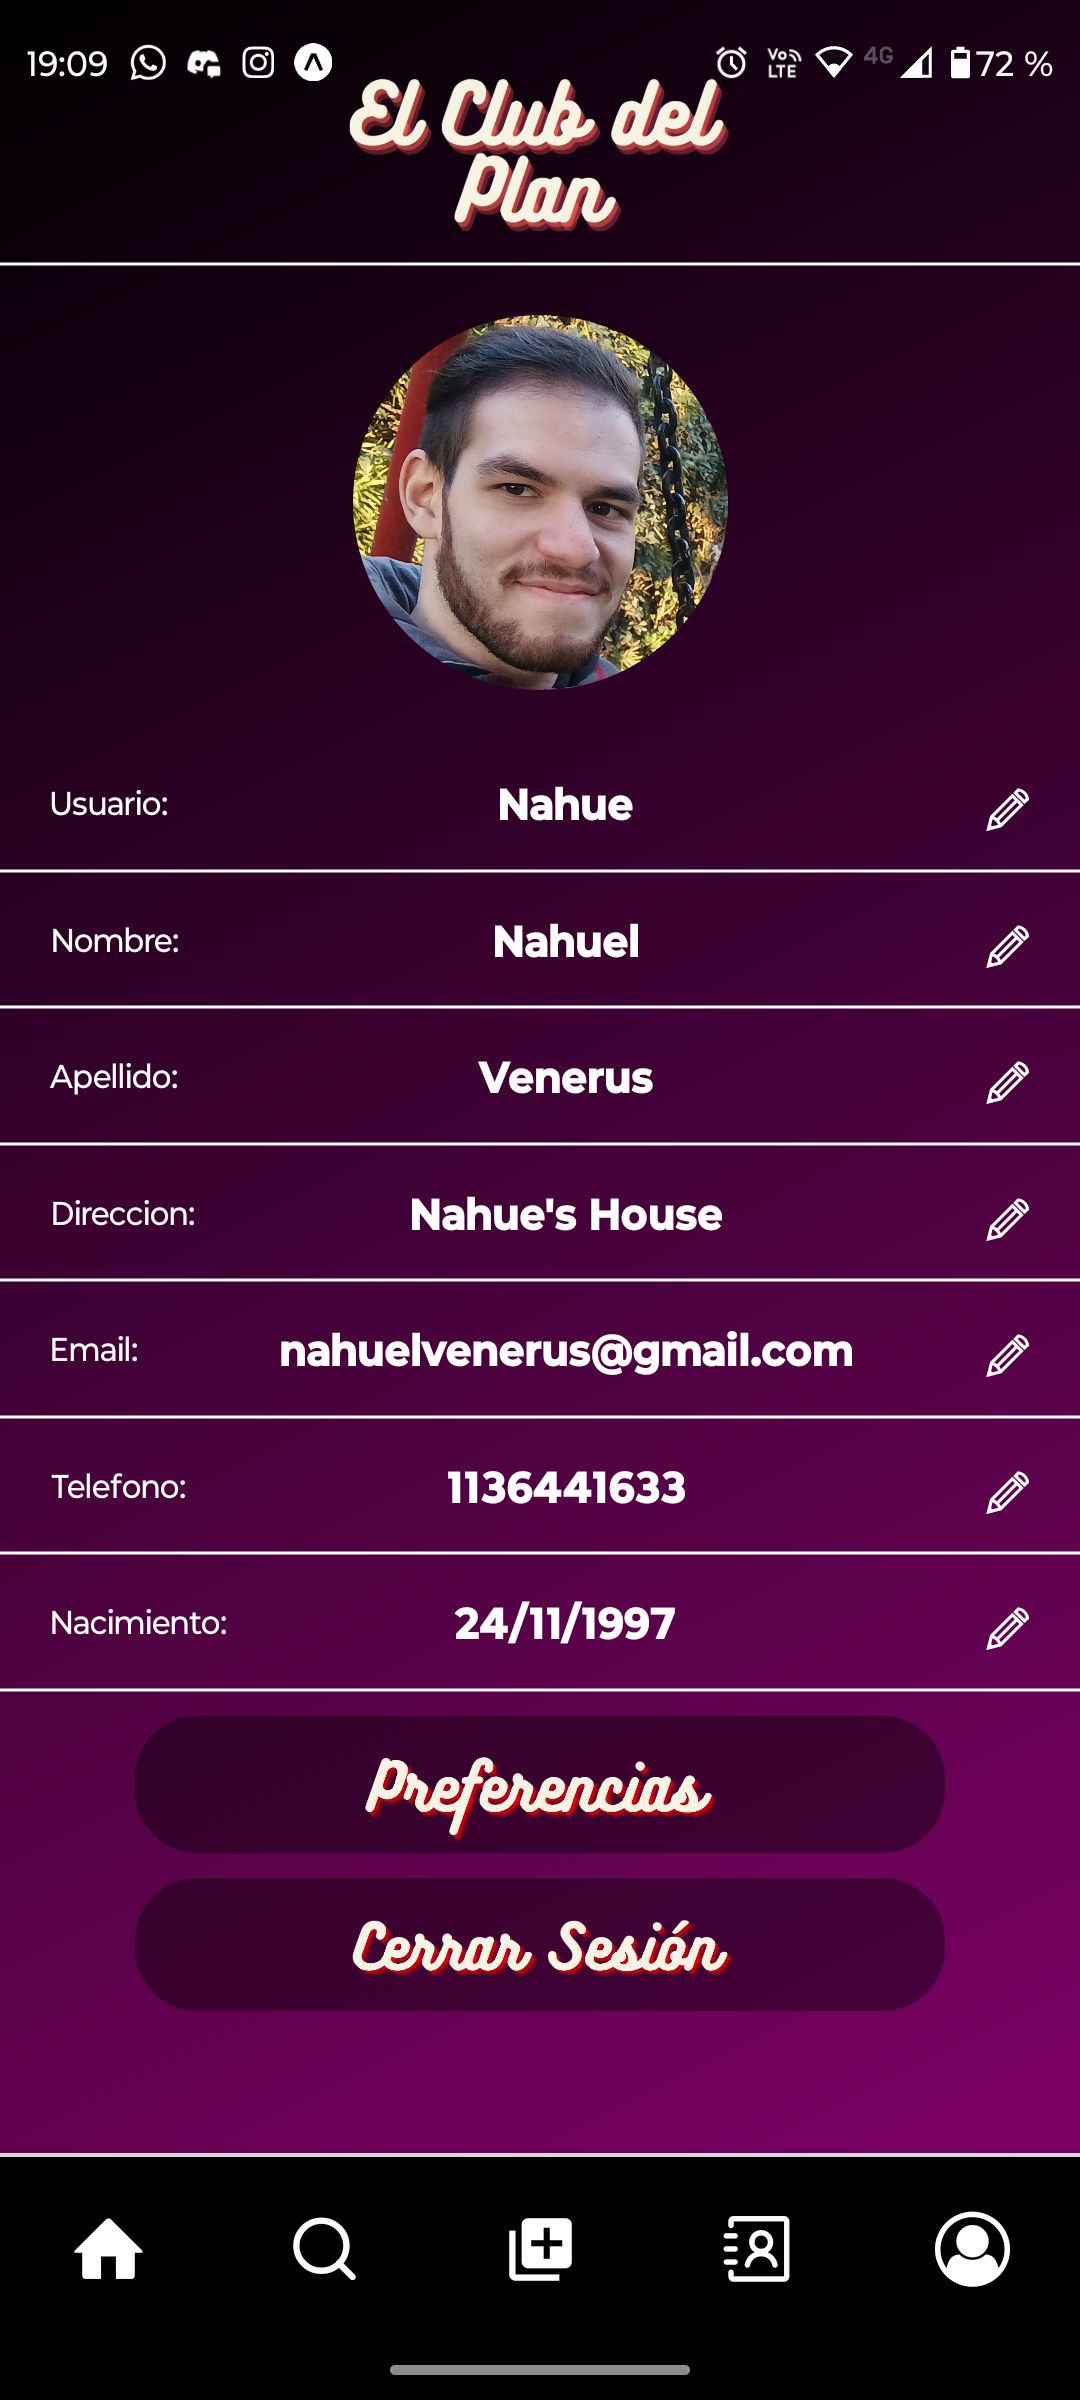 19:09 Vo LTE 4G 72 %
El Club del
Plan
Usuario: Nahue
Nombre: Nahuel
Apellido: Venerus
Direccion: Nahue's House
Email: nahuelvenerus@gmail.com
Telefono: 1136441633
Nacimiento: 24/11/1997
Preferencias
Cerrar Sesión